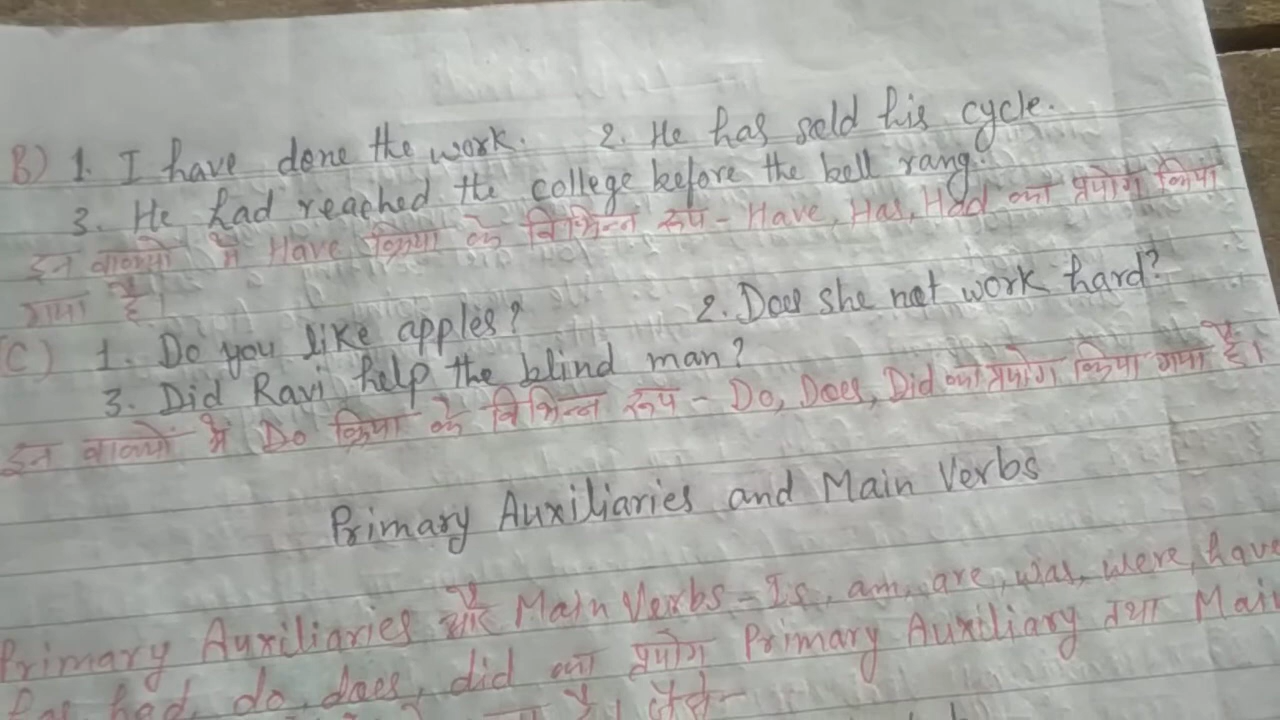 B) 1. I have done the work. 2. He has sold his cycle.
3. He had reached the college before the bell rang.
इन वाक्यों में Have क्रिया के विभिन्न रूप - Have, Has, Had का प्रयोग किया
गया है।
(C) 1. Do you like apples? 2. Does she not work hard?
3. Did Ravi help the blind man?
इन वाक्यों में Do क्रिया के विभिन्न रूप - Do, Does, Did का प्रयोग किया गया है।
Primary Auxiliaries and Main Verbs
Primary Auxiliaries और Main Verbs - Is, am, are, was, were, have
has, had, do, does, did का प्रयोग Primary Auxiliary तथा Main
है। जैसे-